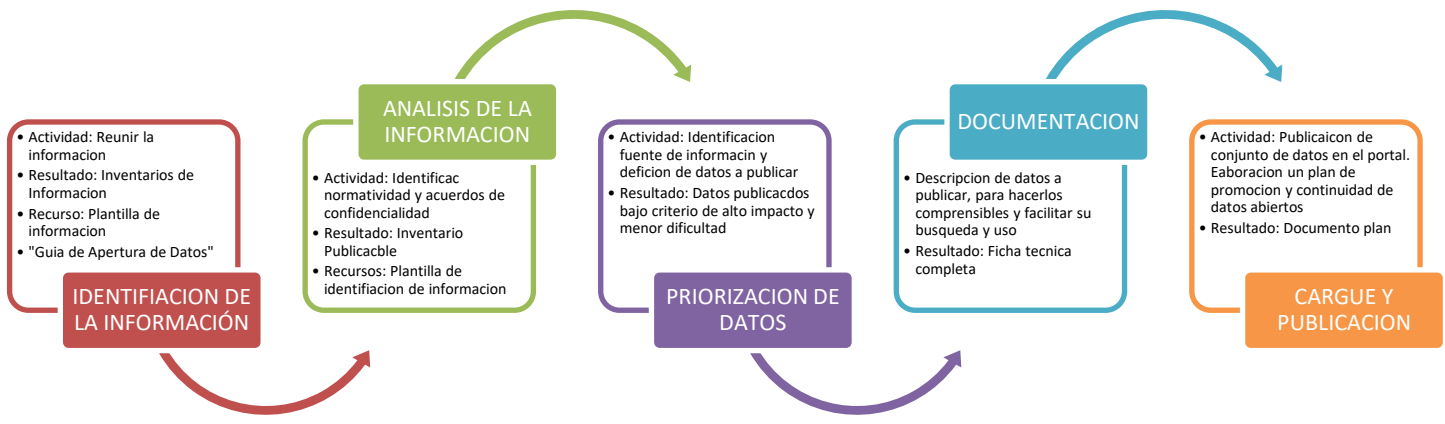 • Actividad: Reunir la
informacion
• Resultado: Inventarios de
Informacion
• Recurso: Plantilla de
informacion
• "Guia de Apertura de Datos"
IDENTIFIACION DE
LA INFORMACIÓN
ANALISIS DE LA
INFORMACION
• Actividad: Identificac
normatividad y acuerdos de
confidencialidad
• Resultado: Inventario
Publicacble
• Recursos: Plantilla de
identifiacion de informacion
• Actividad: Identificacion
fuente de informacin y
deficion de datos a publicar
• Resultado: Datos publicacdos
bajo criterio de alto impacto y
menor dificultad
PRIORIZACION DE
DATOS
DOCUMENTACION
• Descripcion de datos a
publicar, para hacerlos
comprensibles y facilitar su
busqueda y uso
• Resultado: Ficha tecnica
completa
• Actividad: Publicaicon de
conjunto de datos en el portal.
Eaboracion un plan de
promocion y continuidad de
datos abiertos
• Resultado: Documento plan
CARGUE Y
PUBLICACION